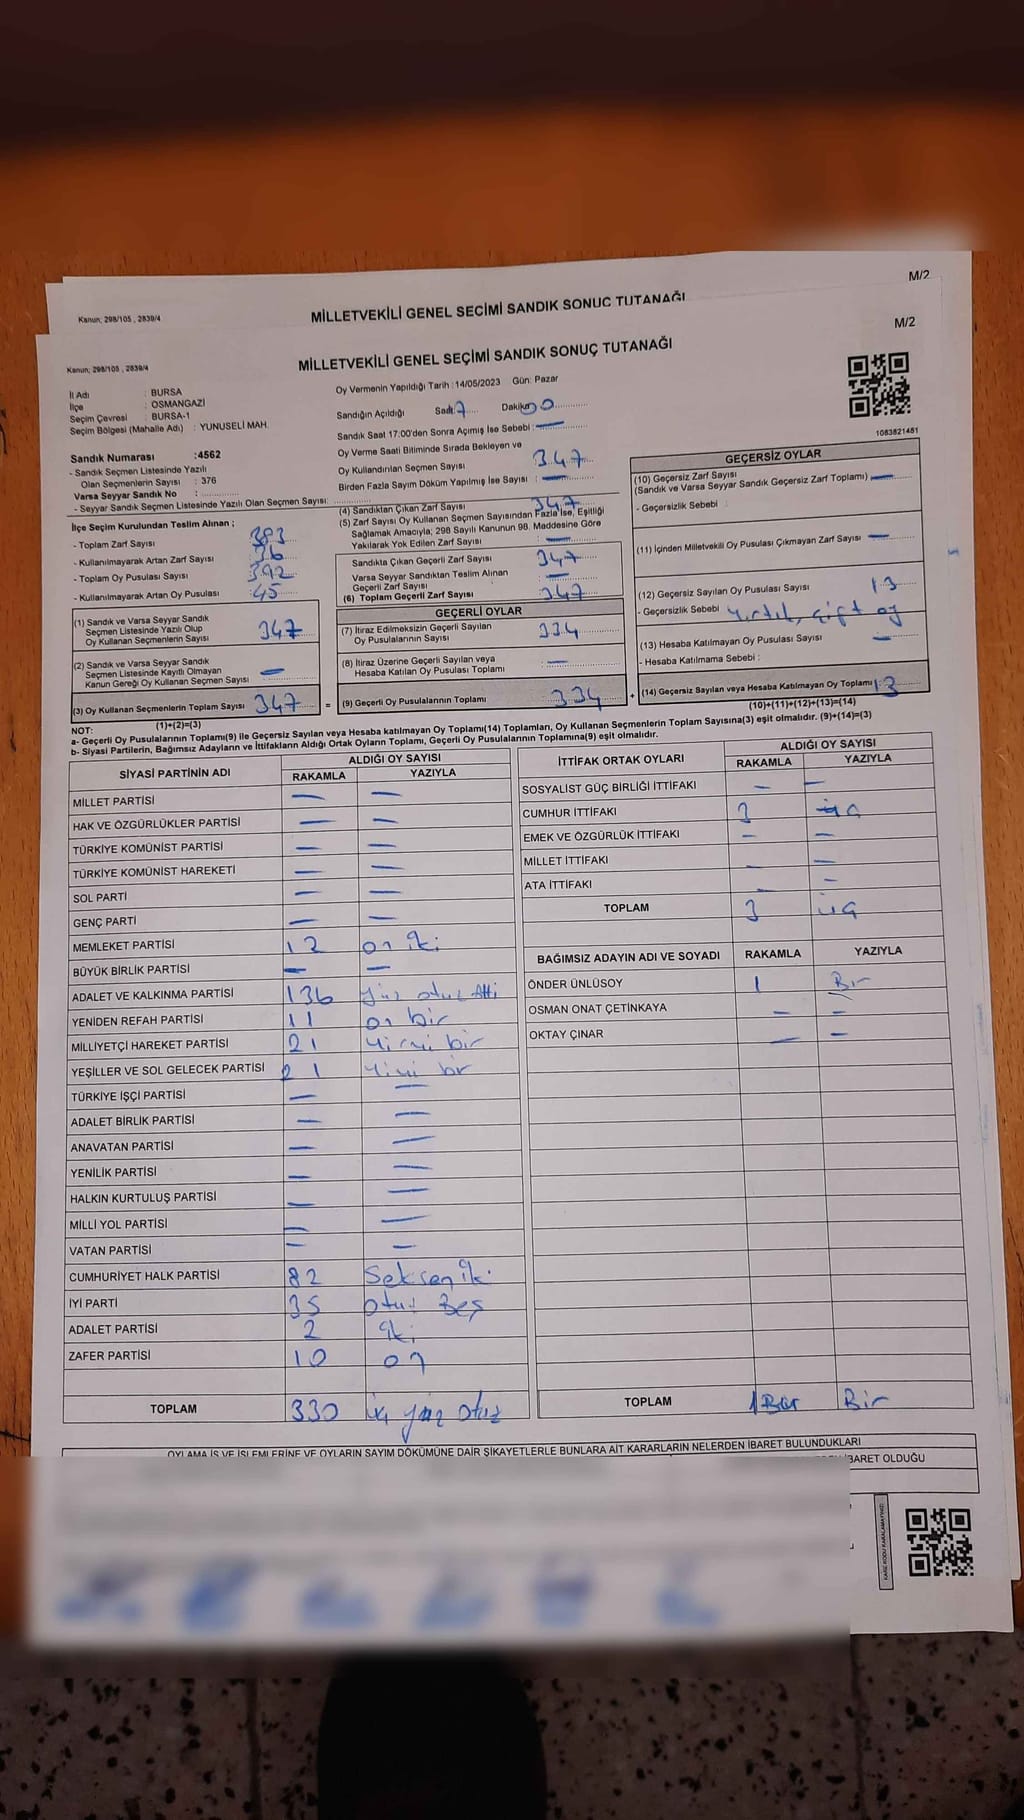 M/2
Kanun; 298/105 , 2839/4
MİLLETVEKİLİ GENEL SEÇİMİ SANDIK SONUÇ TUTANAĞI
M/2
Kanun; 298/105 , 2839/4
MİLLETVEKİLİ GENEL SEÇİMİ SANDIK SONUÇ TUTANAĞI
İl Adı : BURSA
İlçe : OSMANGAZİ
Seçim Çevresi : BURSA-1
Seçim Bölgesi (Mahalle Adı) : YUNUSELİ MAH.
Sandık Numarası :4562
- Sandık Seçmen Listesinde Yazılı
Olan Seçmenlerin Sayısı : 376
Varsa Seyyar Sandık No :
- Seyyar Sandık Seçmen Listesinde Yazılı Olan Seçmen Sayısı:
Oy Vermenin Yapıldığı Tarih :14/05/2023 Gün: Pazar
Sandığın Açıldığı Saat: 7 Dakika
Sandık Saat 17:00'den Sonra Açımış İse Sebebi : —
Oy Verme Saati Bitiminde Sırada Bekleyen ve
Oy Kullandırılan Seçmen Sayısı : 347
Birden Fazla Sayım Döküm Yapılmış İse Sayısı : —
1083821481
İlçe Seçim Kurulundan Teslim Alınan ;
- Toplam Zarf Sayısı 383
- Kullanılmayarak Artan Zarf Sayısı 36
- Toplam Oy Pusulası Sayısı 392
- Kullanılmayarak Artan Oy Pusulası 45
(1) Sandık ve Varsa Seyyar Sandık
Seçmen Listesinde Yazılı Olup
Oy Kullanan Seçmenlerin Sayısı 347
(2) Sandık ve Varsa Seyyar Sandık
Seçmen Listesinde Kayıtlı Olmayan
Kanun Gereği Oy Kullanan Seçmen Sayısı —
(3) Oy Kullanan Seçmenlerin Toplam Sayısı 347
(1)+(2)=(3)
(4) Sandıktan Çıkan Zarf Sayısı 347
(5) Zarf Sayısı Oy Kullanan Seçmen Sayısından Fazla İse, Eşitliği
Sağlamak Amacıyla; 298 Sayılı Kanunun 98. Maddesine Göre
Yakılarak Yok Edilen Zarf Sayısı : —
Sandıkta Çıkan Geçerli Zarf Sayısı 347
Varsa Seyyar Sandıktan Teslim Alınan
Geçerli Zarf Sayısı : —
(6) Toplam Geçerli Zarf Sayısı 347
GEÇERLİ OYLAR
(7) İtiraz Edilmeksizin Geçerli Sayılan
Oy Pusulalarının Sayısı : 334
(8) İtiraz Üzerine Geçerli Sayılan veya
Hesaba Katılan Oy Pusulası Toplamı : —
= (9) Geçerli Oy Pusulalarının Toplamı 334
GEÇERSİZ OYLAR
(10) Geçersiz Zarf Sayısı
(Sandık ve Varsa Seyyar Sandık Geçersiz Zarf Toplamı) —
- Geçersizlik Sebebi :
(11) İçinden Milletvekili Oy Pusulası Çıkmayan Zarf Sayısı —
(12) Geçersiz Sayılan Oy Pusulası Sayısı 13
- Geçersizlik Sebebi yırtık, çift oy
(13) Hesaba Katılmayan Oy Pusulası Sayısı —
- Hesaba Katılmama Sebebi :
+ (14) Geçersiz Sayılan veya Hesaba Katılmayan Oy Toplamı 13
(10)+(11)+(12)+(13)=(14)
NOT:
a- Geçerli Oy Pusulalarının Toplamı(9) ile Geçersiz Sayılan veya Hesaba katılmayan Oy Toplamı(14) Toplamları, Oy Kullanan Seçmenlerin Toplam Sayısına(3) eşit olmalıdır. (9)+(14)=(3)
b- Siyasi Partilerin, Bağımsız Adayların ve İttifakların Aldığı Ortak Oyların Toplamı, Geçerli Oy Pusulalarının Toplamına(9) eşit olmalıdır.
SİYASİ PARTİNİN ADI ALDIĞI OY SAYISI
RAKAMLA YAZIYLA
MİLLET PARTİSİ — —
HAK VE ÖZGÜRLÜKLER PARTİSİ — —
TÜRKİYE KOMÜNİST PARTİSİ — —
TÜRKİYE KOMÜNİST HAREKETİ — —
SOL PARTİ — —
GENÇ PARTİ — —
MEMLEKET PARTİSİ 12 on iki
BÜYÜK BİRLİK PARTİSİ — —
ADALET VE KALKINMA PARTİSİ 136 yüz otuz Altı
YENİDEN REFAH PARTİSİ 11 on bir
MİLLİYETÇİ HAREKET PARTİSİ 21 yirmi bir
YEŞİLLER VE SOL GELECEK PARTİSİ 21 yirmi bir
TÜRKİYE İŞÇİ PARTİSİ — —
ADALET BİRLİK PARTİSİ — —
ANAVATAN PARTİSİ — —
YENİLİK PARTİSİ — —
HALKIN KURTULUŞ PARTİSİ — —
MİLLİ YOL PARTİSİ — —
VATAN PARTİSİ — —
CUMHURİYET HALK PARTİSİ 82 Seksen iki
İYİ PARTİ 35 otuz Beş
ADALET PARTİSİ 2 iki
ZAFER PARTİSİ 10 on
TOPLAM 330 yüz otuz
İTTİFAK ORTAK OYLARI ALDIĞI OY SAYISI
RAKAMLA YAZIYLA
SOSYALİST GÜÇ BİRLİĞİ İTTİFAKI — —
CUMHUR İTTİFAKI 3 üç
EMEK VE ÖZGÜRLÜK İTTİFAKI — —
MİLLET İTTİFAKI — —
ATA İTTİFAKI — —
TOPLAM 3 üç
BAĞIMSIZ ADAYIN ADI VE SOYADI RAKAMLA YAZIYLA
ÖNDER ÜNLÜSOY 1 Bir
OSMAN ONAT ÇETİNKAYA — —
OKTAY ÇINAR — —
TOPLAM 1 Bir
OYLAMA İŞ VE İŞLEMLERİNE VE OYLARIN SAYIM DÖKÜMÜNE DAİR ŞİKAYETLERLE BUNLARA AİT KARARLARIN NELERDEN İBARET BULUNDUKLARI
İBARET OLDUĞU
KARE KODU KARALAMAYINIZ!